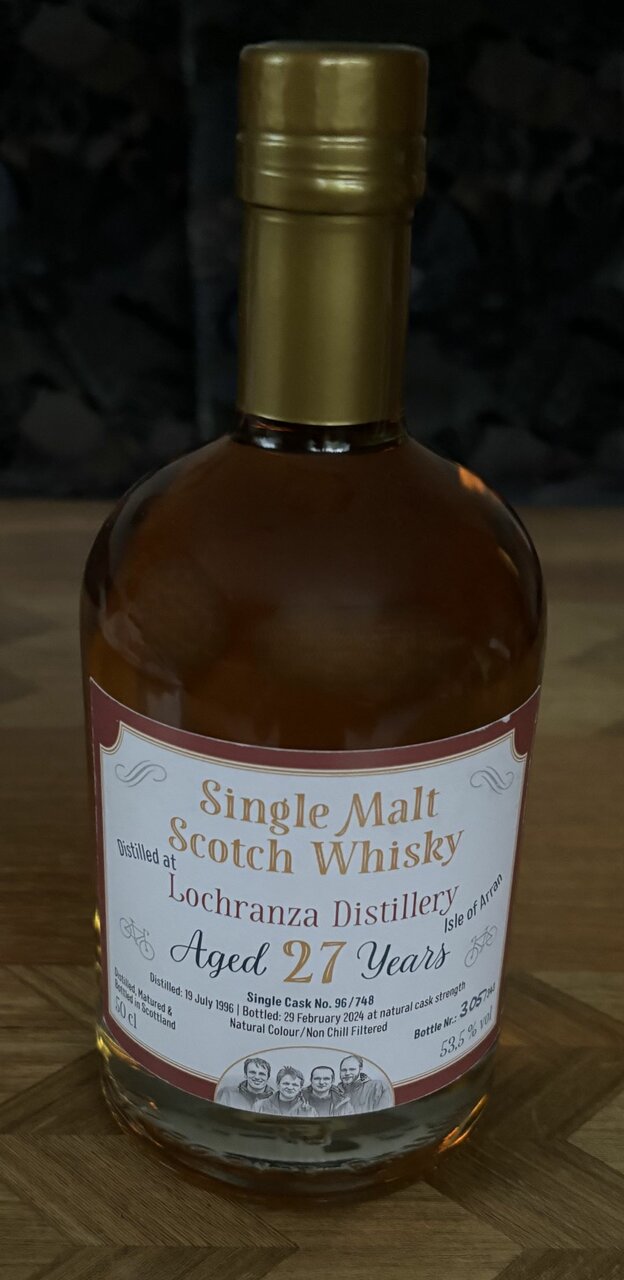 Single Malt
Scotch Whisky
Distilled at
Lochranza Distillery
Isle of Arran
Aged 27 Years
Single Cask No. 96/748
Distilled: 19 July 1996 | Bottled: 29 February 2024 at natural cask strength
Natural Colour/Non Chill Filtered
Distilled, Matured &
Bottled in Scottland
50 cl
Bottle Nr.: 305
53,5 % vol